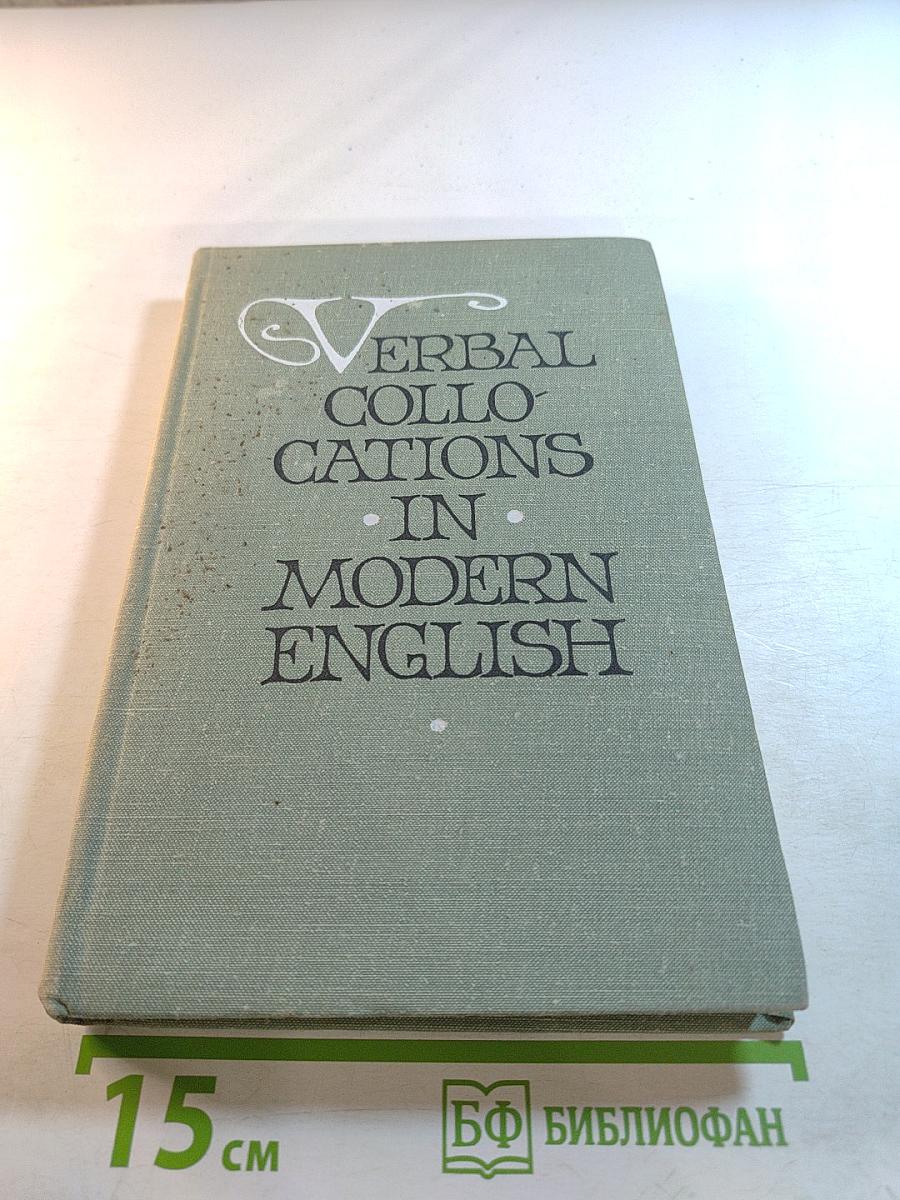 VERBAL
COLLO-
CATIONS
• IN •
MODERN
ENGLISH
15 см
БФ БИБЛИОФАН